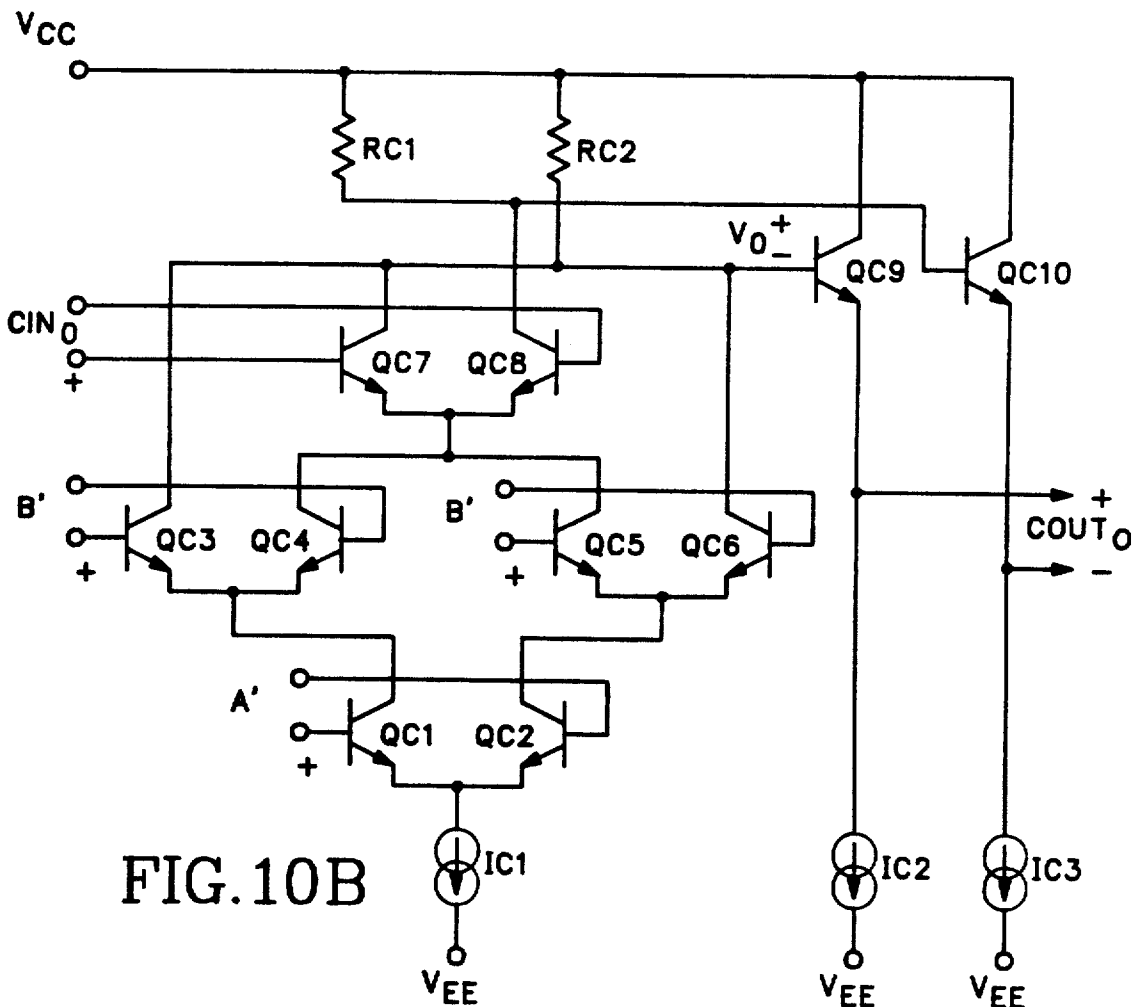 VCC
RC1
RC2
V0 + -
QC9
QC10
CIN0
+
QC7
QC8
B'
+
QC3
QC4
B'
+
QC5
QC6
+
COUT0
-
A'
+
QC1
QC2
IC1
IC2
IC3
FIG.10B
VEE
VEE
VEE